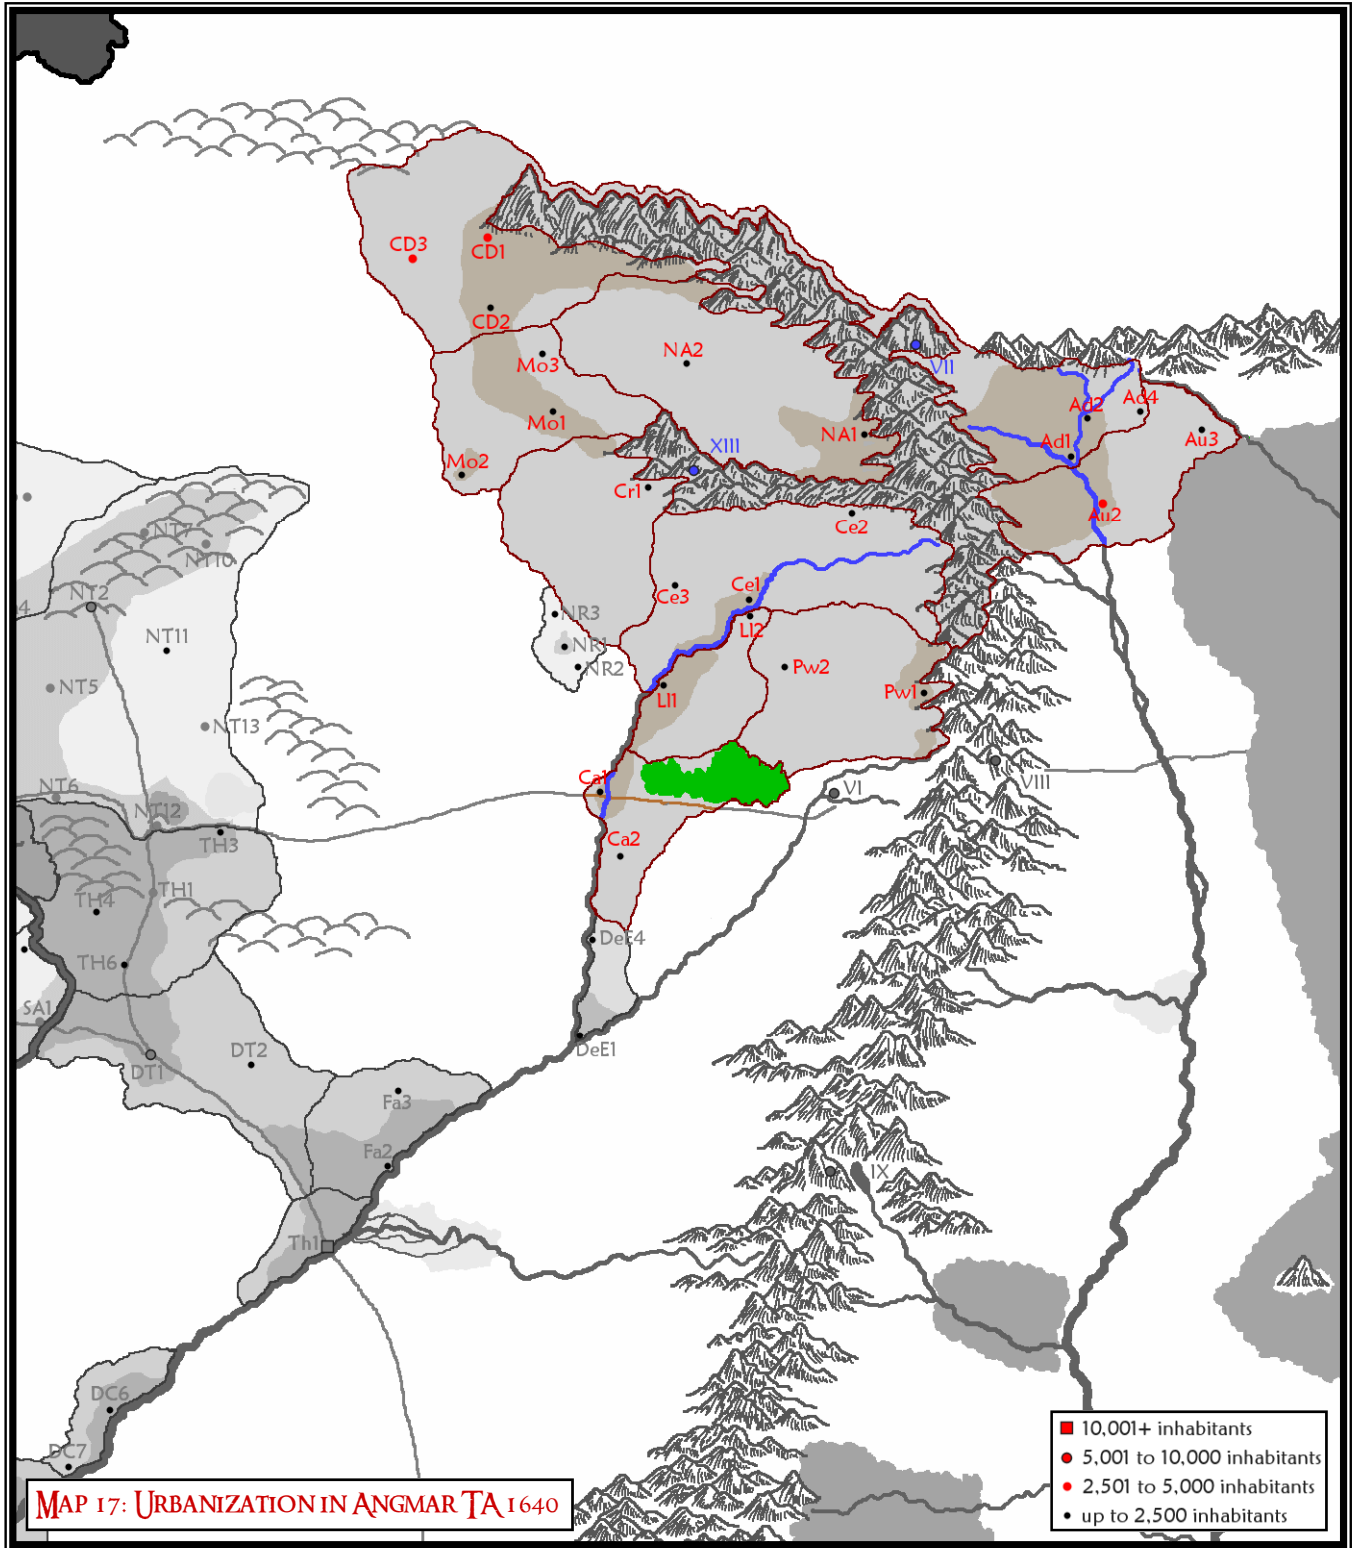 CD3
CD1
CD2
Mo3
NA2
VII
Mo1
NA1
Ad2
Ad4
Ad1
Au3
XIII
Mo2
Cr1
Ce2
Au2
NT7
NT10
NT2
Ce3
Ce1
NR3
Ll2
NT11
NR1
NR2
Pw2
NT5
Ll1
Pw1
NT13
NT6
Ca1
VI
VIII
NT12
TH3
Ca2
TH1
TH4
DeE4
TH6
SA1
DT2
DeE1
DT1
Fa3
Fa2
IX
Th1
DC6
DC7
10,001+ inhabitants
5,001 to 10,000 inhabitants
2,501 to 5,000 inhabitants
up to 2,500 inhabitants
Map 17: Urbanization in Angmar TA 1640